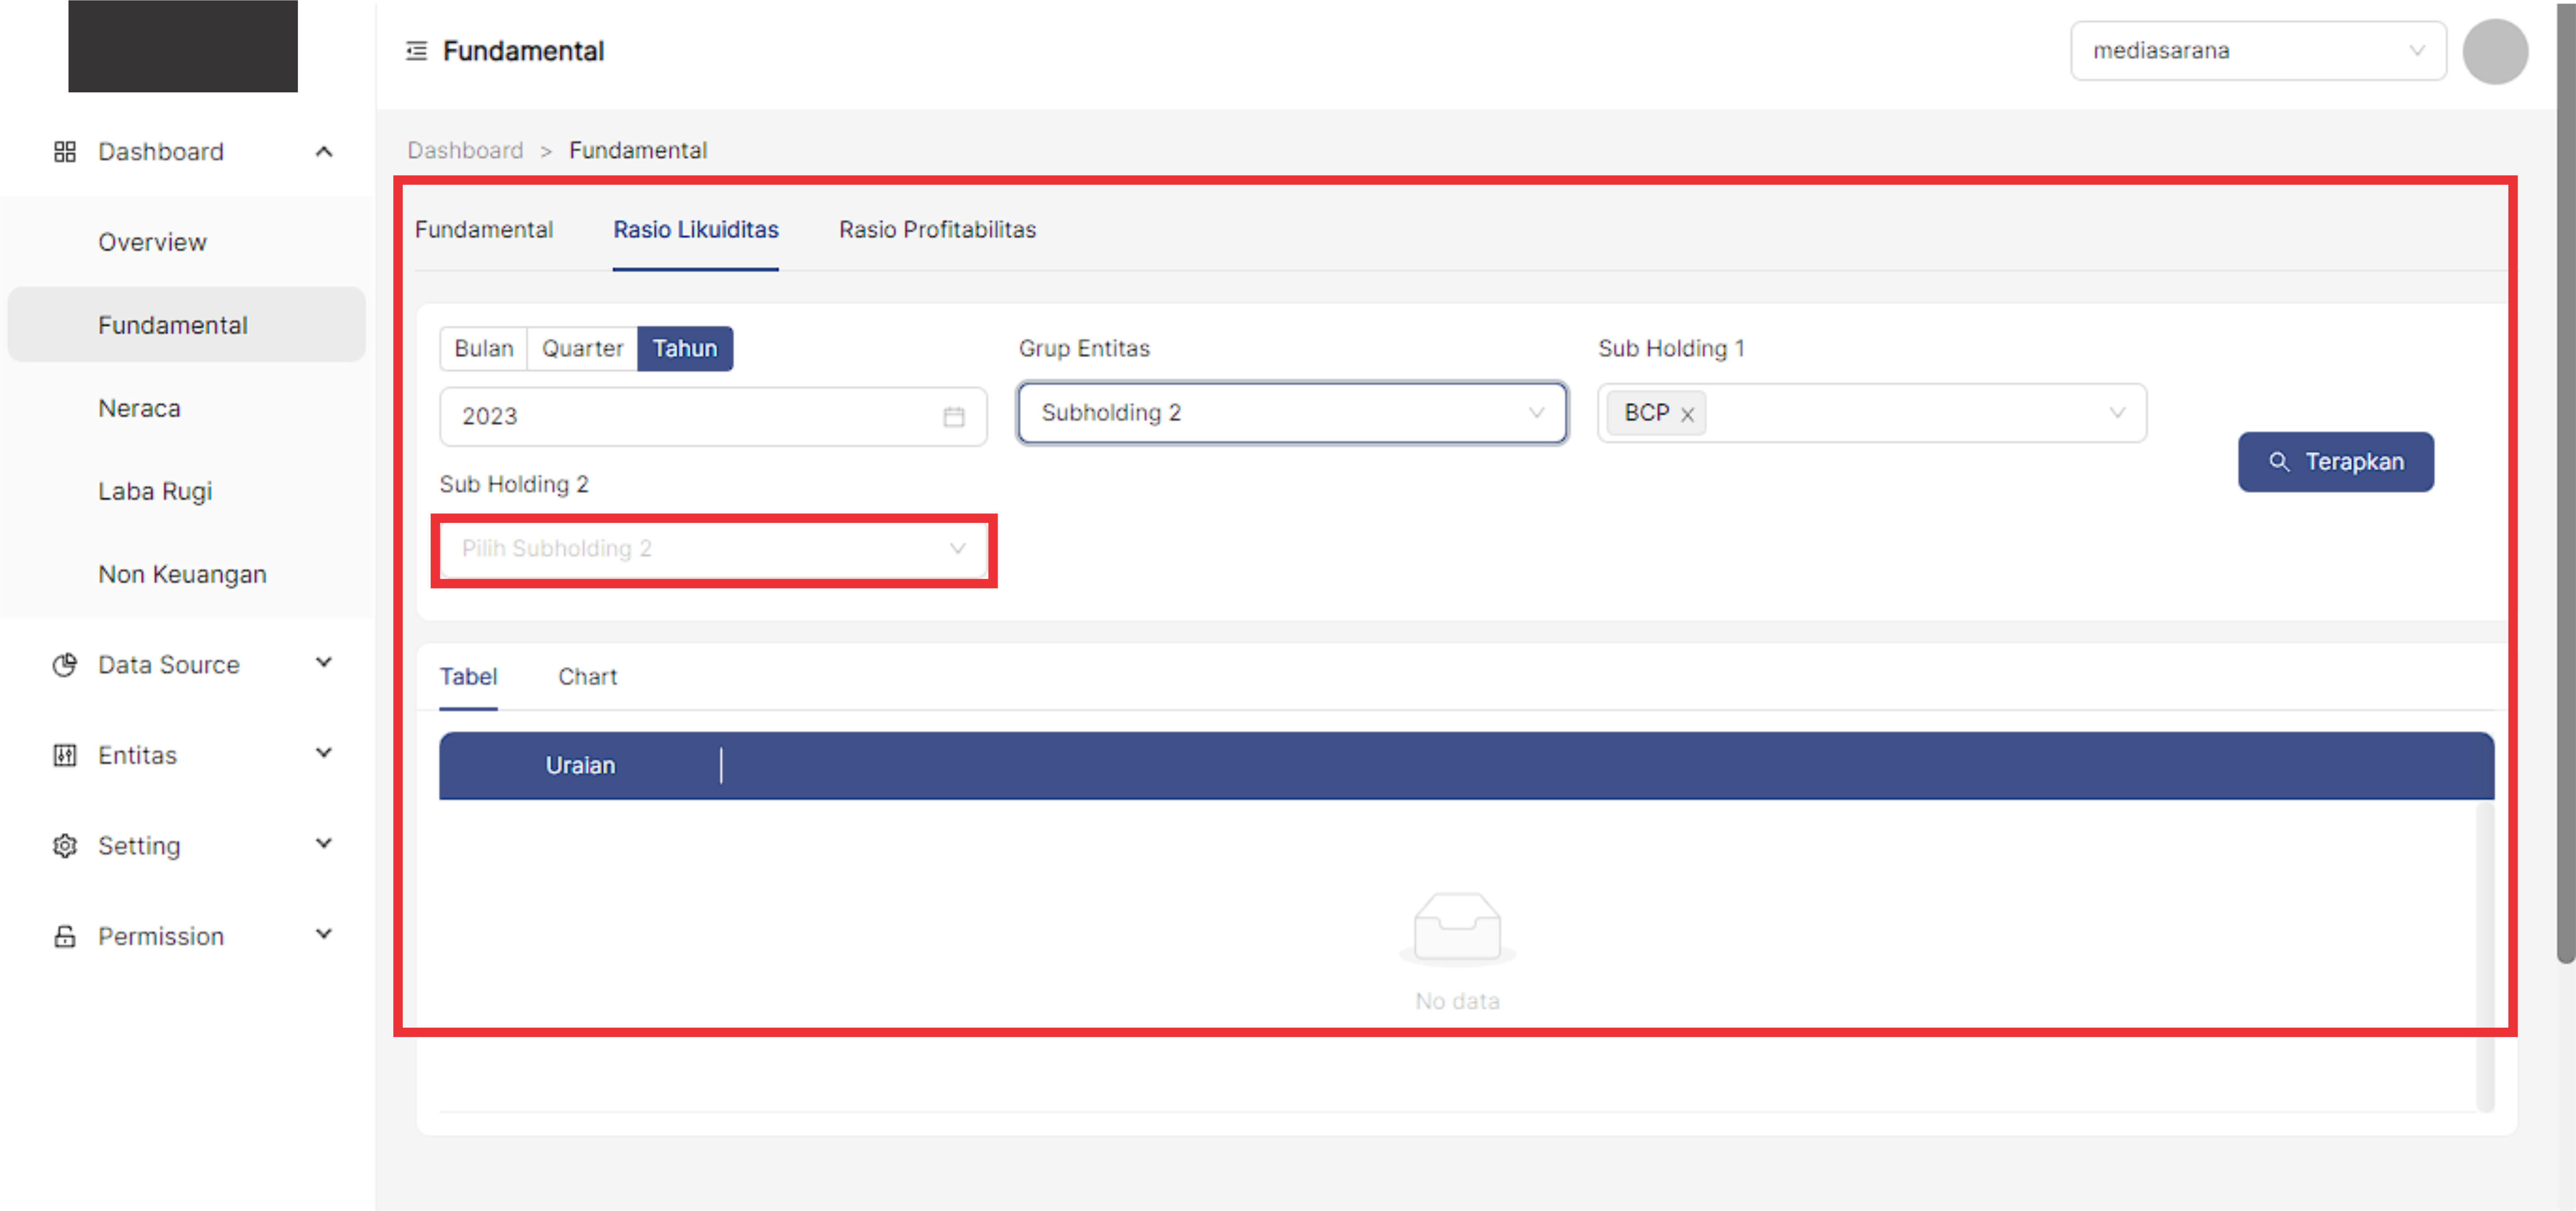 Fundamental
mediasarana
Dashboard
Overview
Fundamental
Neraca
Laba Rugi
Non Keuangan
Data Source
Entitas
Setting
Permission
Dashboard > Fundamental
Fundamental Rasio Likuiditas Rasio Profitabilitas
Bulan Quarter Tahun
2023
Grup Entitas
Subholding 2
Sub Holding 1
BCP
Sub Holding 2
Pilih Subholding 2
Terapkan
Tabel Chart
Uraian
No data